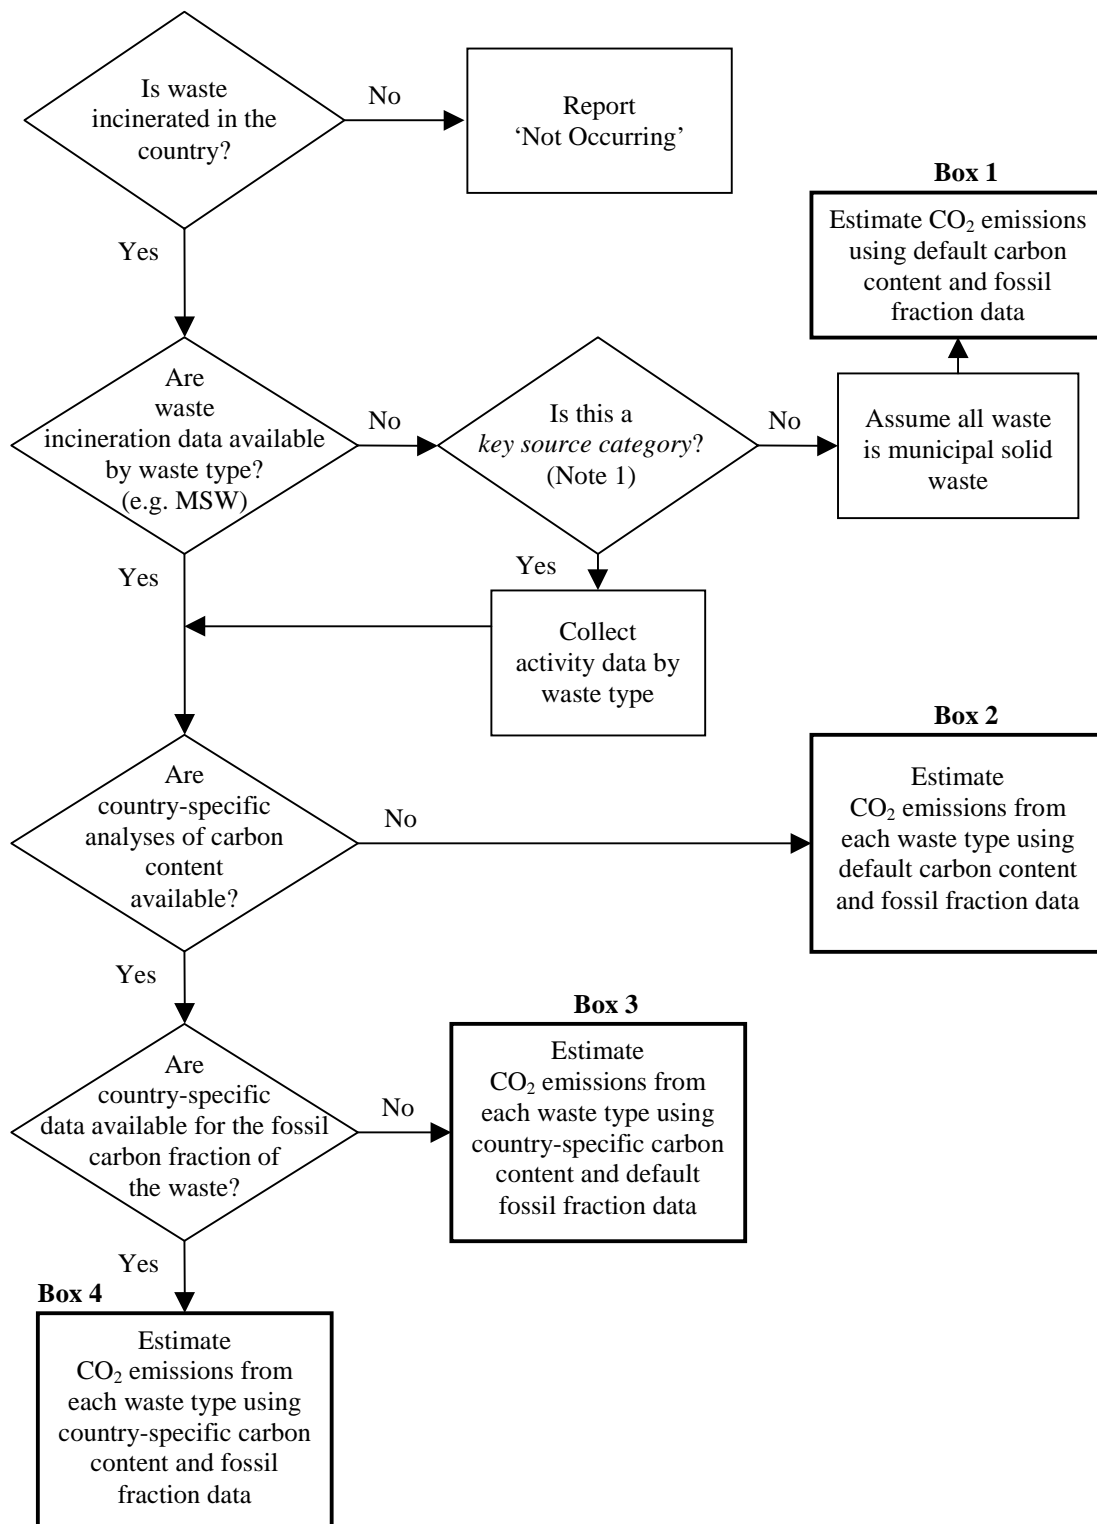 Is waste
incinerated in the
country?
No
Report
‘Not Occurring’
Yes
Box 1
Estimate CO₂ emissions
using default carbon
content and fossil
fraction data
Are
waste
incineration data available
by waste type?
(e.g. MSW)
No
Is this a
key source category?
(Note 1)
No
Assume all waste
is municipal solid
waste
Yes
Yes
Collect
activity data by
waste type
Box 2
Are
country-specific
analyses of carbon
content
available?
No
Estimate
CO₂ emissions from
each waste type using
default carbon content
and fossil fraction data
Yes
Box 3
Are
country-specific
data available for the fossil
carbon fraction of
the waste?
No
Estimate
CO₂ emissions from
each waste type using
country-specific carbon
content and default
fossil fraction data
Yes
Box 4
Estimate
CO₂ emissions from
each waste type using
country-specific carbon
content and fossil
fraction data